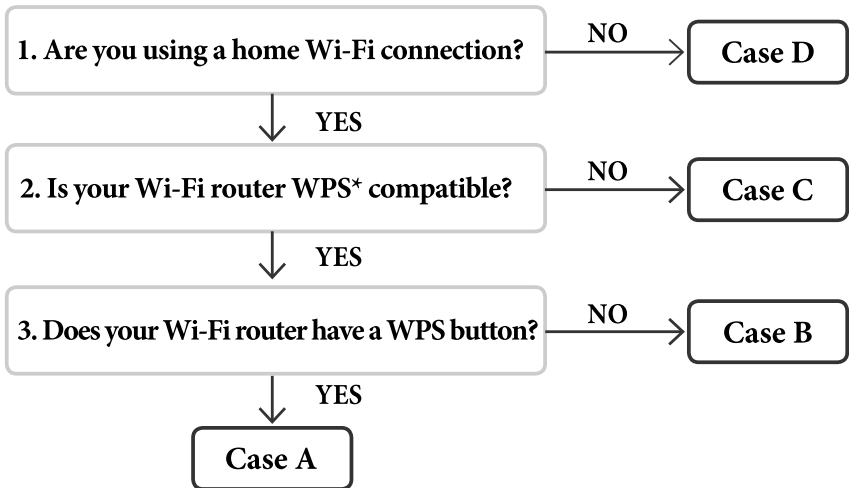 1. Are you using a home Wi-Fi connection?
NO
Case D
YES
2. Is your Wi-Fi router WPS* compatible?
NO
Case C
YES
3. Does your Wi-Fi router have a WPS button?
NO
Case B
YES
Case A